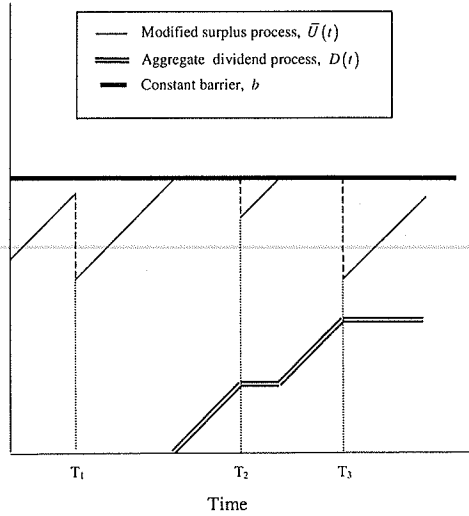 Modified surplus process, Ū(t)
Aggregate dividend process, D(t)
Constant barrier, b
T₁
T₂
T₃
Time